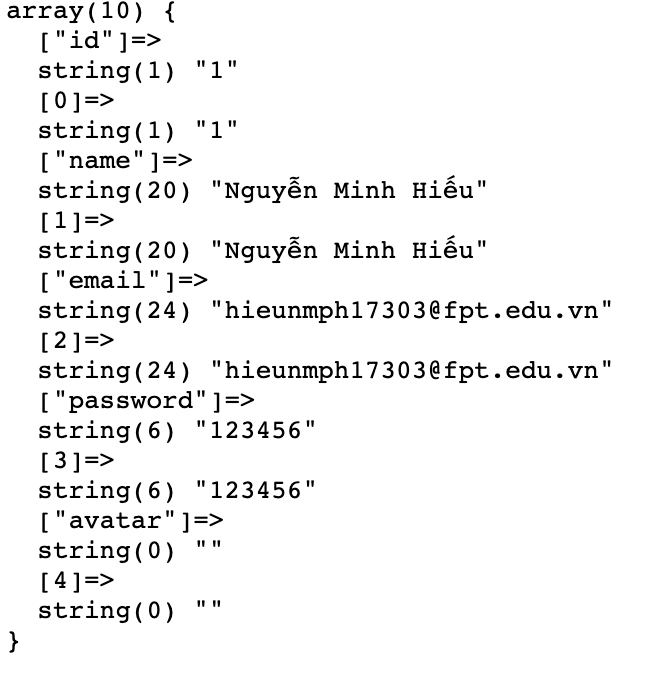 array(10) {
  ["id"]=>
  string(1) "1"
  [0]=>
  string(1) "1"
  ["name"]=>
  string(20) "Nguyễn Minh Hiếu"
  [1]=>
  string(20) "Nguyễn Minh Hiếu"
  ["email"]=>
  string(24) "hieunmph17303@fpt.edu.vn"
  [2]=>
  string(24) "hieunmph17303@fpt.edu.vn"
  ["password"]=>
  string(6) "123456"
  [3]=>
  string(6) "123456"
  ["avatar"]=>
  string(0) ""
  [4]=>
  string(0) ""
}